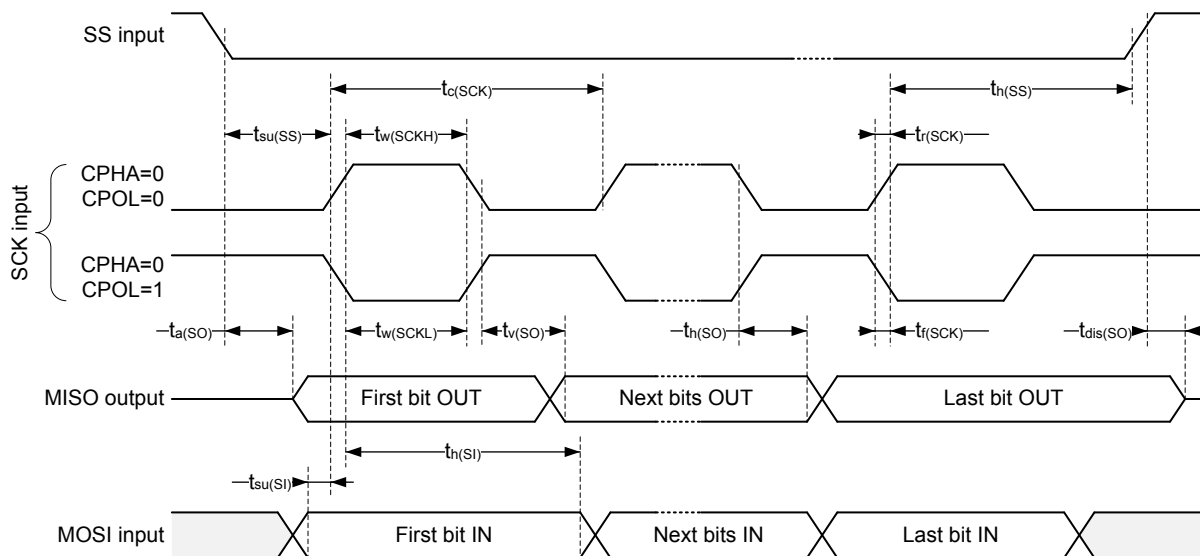 SS input
tc(SCK)
th(SS)
tsu(SS)
tw(SCKH)
tr(SCK)
SCK input
CPHA=0
CPOL=0
CPHA=0
CPOL=1
ta(SO)
tw(SCKL)
tv(SO)
th(SO)
tf(SCK)
tdis(SO)
MISO output
First bit OUT
Next bits OUT
Last bit OUT
th(SI)
tsu(SI)
MOSI input
First bit IN
Next bits IN
Last bit IN